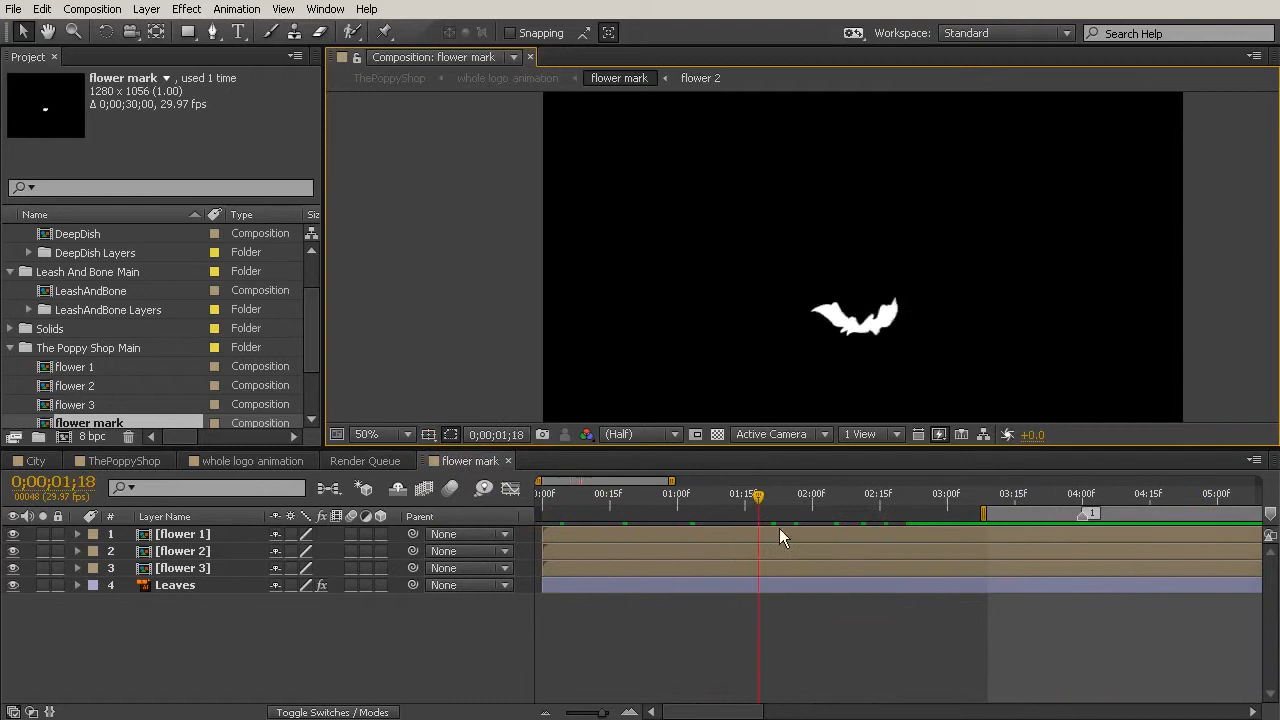 File Edit Composition Layer Effect Animation View Window Help
Snapping Workspace: Standard Search Help
Project Composition: flower mark
flower mark , used 1 time
1280 x 1056 (1.00)
Δ 0;00;30;00, 29.97 fps
ThePoppyShop whole logo animation flower mark flower 2
Name Type Siz
DeepDish Composition
DeepDish Layers Folder
Leash And Bone Main Folder
LeashAndBone Composition
LeashAndBone Layers Folder
Solids Folder
The Poppy Shop Main Folder
flower 1 Composition
flower 2 Composition
flower 3 Composition
flower mark Composition
8 bpc 50% 0;00;01;18 (Half) Active Camera 1 View +0.0
City ThePoppyShop whole logo animation Render Queue flower mark
0;00;01;18
00048 (29.97 fps)
):00f 00:15f 01:00f 01:15f 02:00f 02:15f 03:00f 03:15f 04:00f 04:15f 05:00f
# Layer Name fx Parent 1
1 [flower 1] None
2 [flower 2] None
3 [flower 3] None
4 Leaves fx None
Toggle Switches / Modes